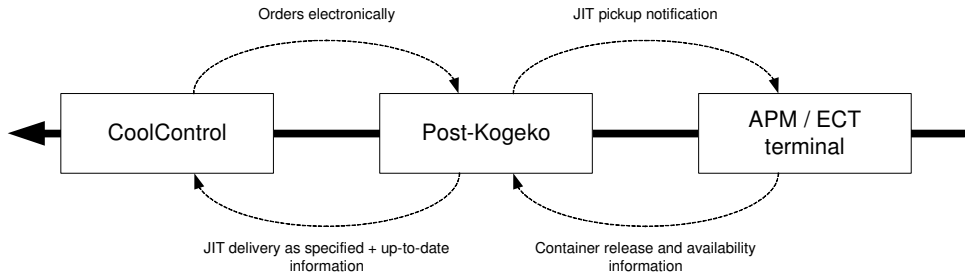 Orders electronically
JIT pickup notification
CoolControl
Post-Kogeko
APM / ECT
terminal
JIT delivery as specified + up-to-date
information
Container release and availability
information